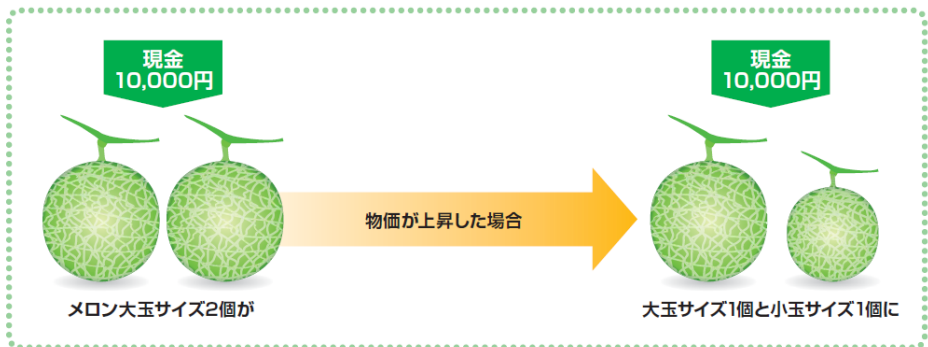 現金
10,000円
現金
10,000円
物価が上昇した場合
メロン大玉サイズ2個が
大玉サイズ1個と小玉サイズ1個に